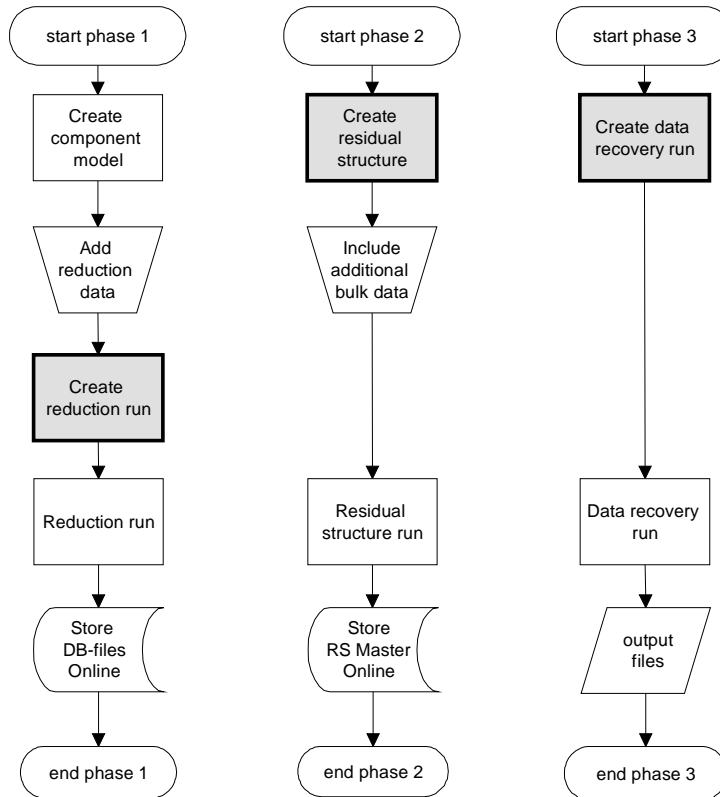 start phase 1
Create
component
model
Add
reduction
data
Create
reduction run
Reduction run
Store
DB-files
Online
end phase 1
start phase 2
Create
residual
structure
Include
additional
bulk data
Residual
structure run
Store
RS Master
Online
end phase 2
start phase 3
Create data
recovery run
Data recovery
run
output
files
end phase 3